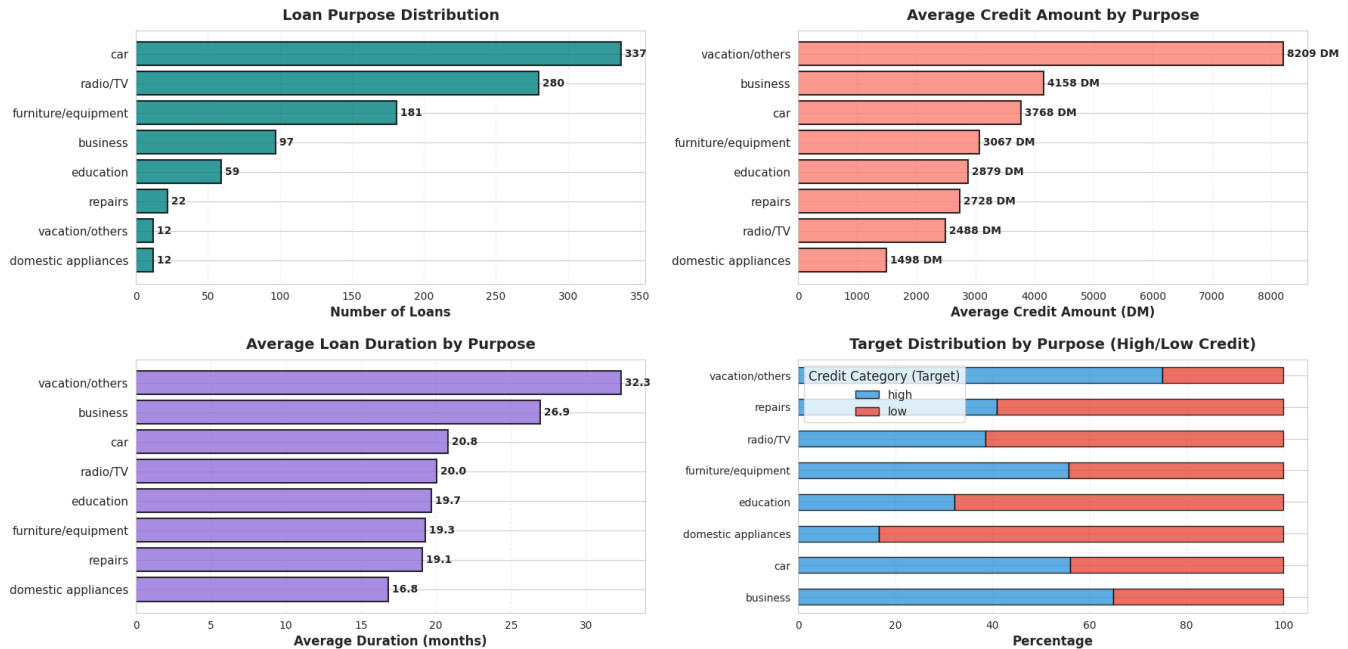 Loan Purpose Distribution
car
337
radio/TV
280
furniture/equipment
181
business
97
education
59
repairs
22
vacation/others
12
domestic appliances
12
0 50 100 150 200 250 300 350
Number of Loans
Average Credit Amount by Purpose
vacation/others
8209 DM
business
4158 DM
car
3768 DM
furniture/equipment
3067 DM
education
2879 DM
repairs
2728 DM
radio/TV
2488 DM
domestic appliances
1498 DM
0 1000 2000 3000 4000 5000 6000 7000 8000
Average Credit Amount (DM)
Average Loan Duration by Purpose
vacation/others
32.3
business
26.9
car
20.8
radio/TV
20.0
education
19.7
furniture/equipment
19.3
repairs
19.1
domestic appliances
16.8
0 5 10 15 20 25 30
Average Duration (months)
Target Distribution by Purpose (High/Low Credit)
Credit Category (Target)
high
low
vacation/others
repairs
radio/TV
furniture/equipment
education
domestic appliances
car
business
0 20 40 60 80 100
Percentage